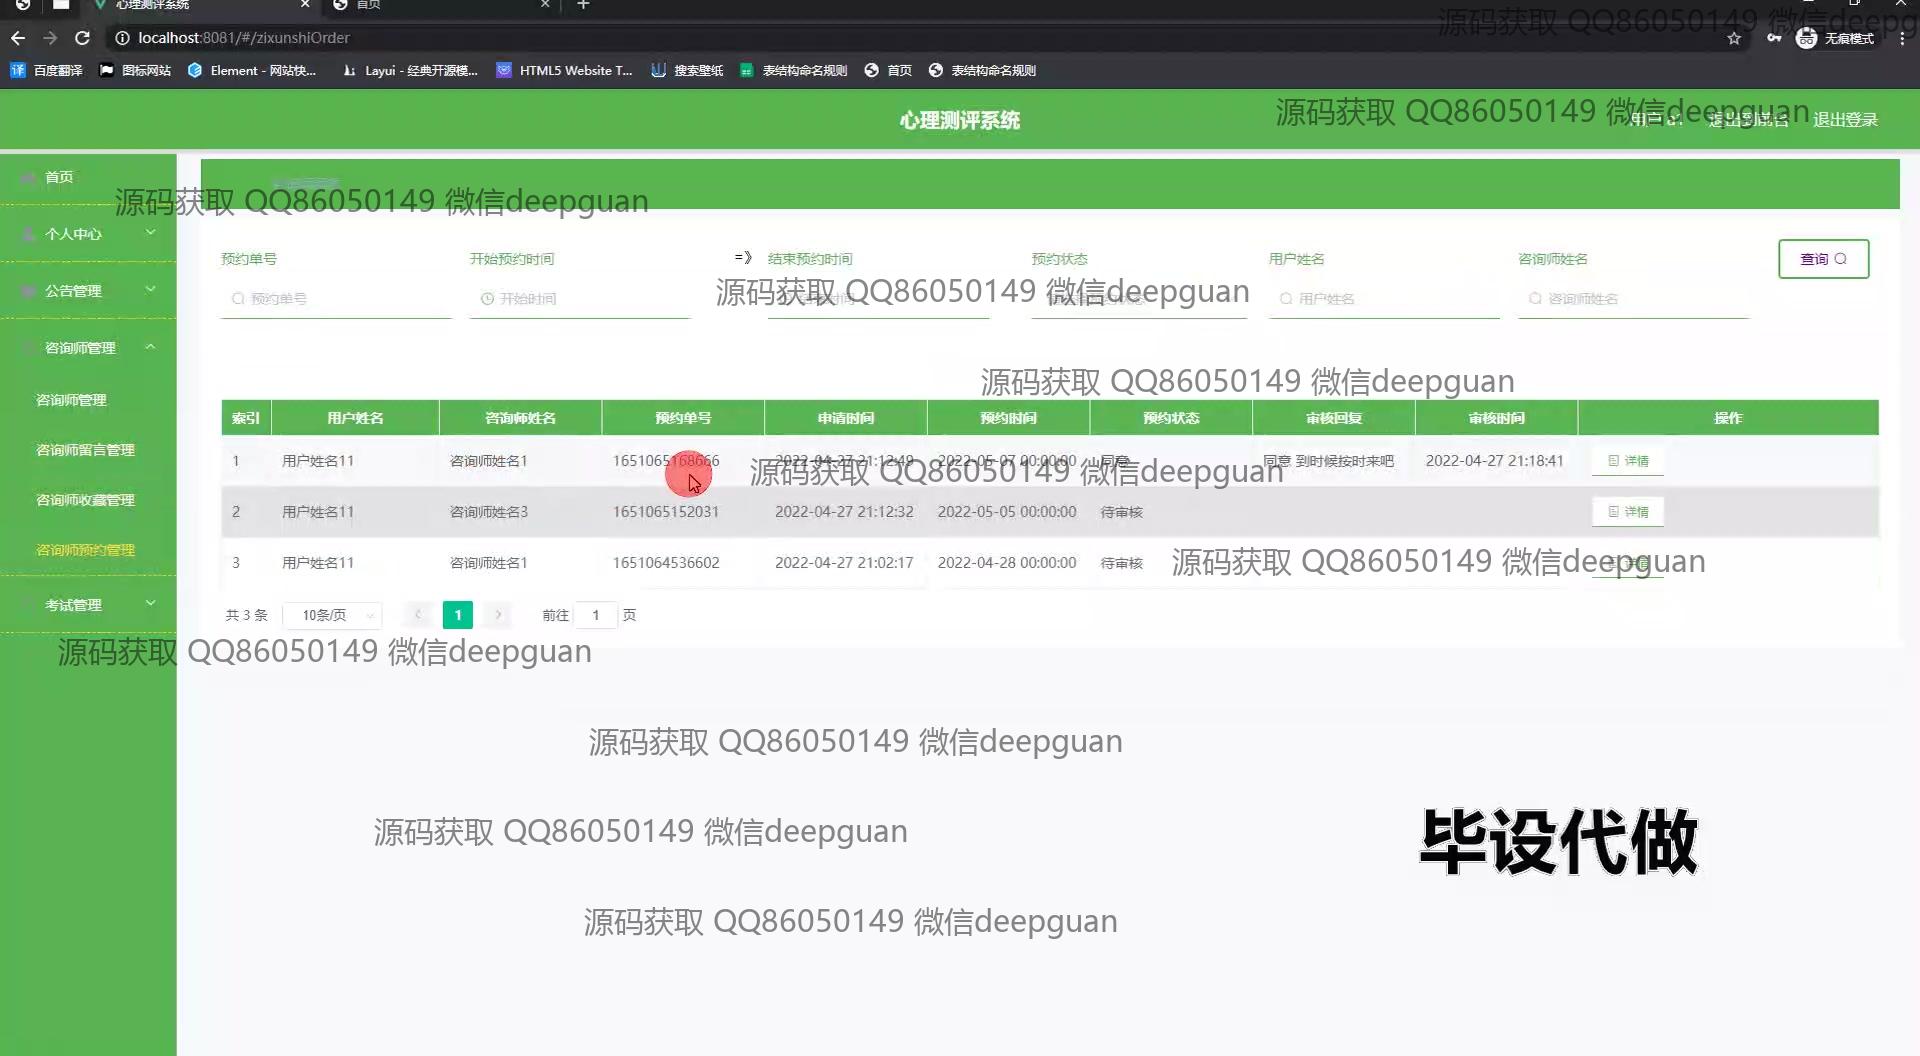 心理测评系统
首页
localhost:8081/#/zixunshiOrder
无痕模式
源码获取 QQ86050149 微信deepg
百度翻译
图标网站
Element - 网站快...
Layui - 经典开源模...
HTML5 Website T...
搜索壁纸
表结构命名规则
首页
表结构命名规则
心理测评系统
源码获取 QQ86050149 微信deepguan
退出到前台
退出登录
首页
源码获取 QQ86050149 微信deepguan
个人中心
公告管理
咨询师管理
咨询师管理
咨询师留言管理
咨询师收藏管理
咨询师预约管理
考试管理
预约单号 开始预约时间 =》 结束预约时间 预约状态 用户姓名 咨询师姓名 查询
预约单号 开始时间 用户姓名 咨询师姓名
源码获取 QQ86050149 微信deepguan
源码获取 QQ86050149 微信deepguan
索引 用户姓名 咨询师姓名 预约单号 申请时间 预约时间 预约状态 审核回复 审核时间 操作
1 用户姓名11 咨询师姓名1 1651065168666 2022-04-27 21:12:49 2022-05-07 00:00:00 同意 同意 到时候按时来吧 2022-04-27 21:18:41 详情
源码获取 QQ86050149 微信deepguan
2 用户姓名11 咨询师姓名3 1651065152031 2022-04-27 21:12:32 2022-05-05 00:00:00 待审核 详情
3 用户姓名11 咨询师姓名1 1651064536602 2022-04-27 21:02:17 2022-04-28 00:00:00 待审核 详情
源码获取 QQ86050149 微信deepguan
共 3 条 10条/页 1 前往 1 页
源码获取 QQ86050149 微信deepguan
源码获取 QQ86050149 微信deepguan
源码获取 QQ86050149 微信deepguan
毕设代做
源码获取 QQ86050149 微信deepguan